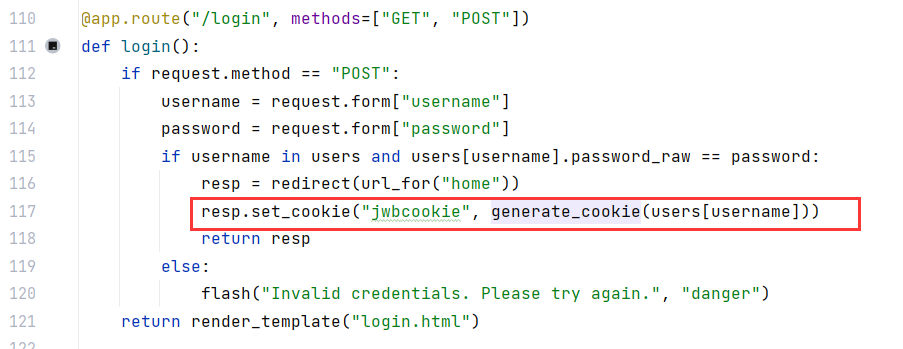 110 @app.route("/login", methods=["GET", "POST"])
111 def login():
112 if request.method == "POST":
113 username = request.form["username"]
114 password = request.form["password"]
115 if username in users and users[username].password_raw == password:
116 resp = redirect(url_for("home"))
117 resp.set_cookie("jwbcookie", generate_cookie(users[username]))
118 return resp
119 else:
120 flash("Invalid credentials. Please try again.", "danger")
121 return render_template("login.html")
122